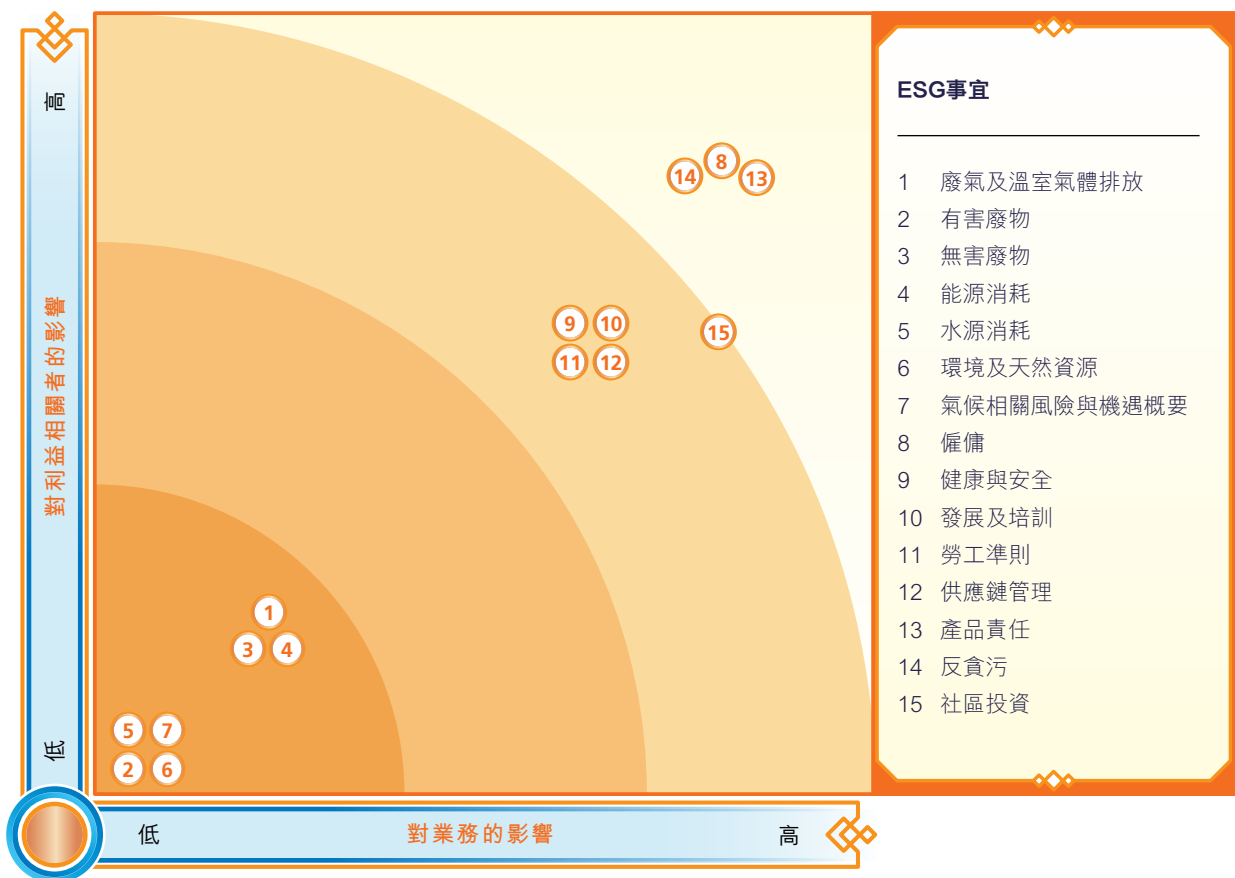 高
對利益相關者的影響
低
14
8
13
9
10
11
12
15
1
3
4
5
7
2
6
低
對業務的影響
高
ESG事宜
1 廢氣及溫室氣體排放
2 有害廢物
3 無害廢物
4 能源消耗
5 水源消耗
6 環境及天然資源
7 氣候相關風險與機遇概要
8 僱傭
9 健康與安全
10 發展及培訓
11 勞工準則
12 供應鏈管理
13 產品責任
14 反貪污
15 社區投資